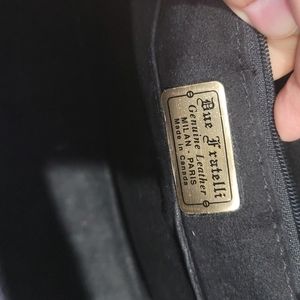 Due Fratelli
Genuine Leather
MILAN - PARIS
Made in Canada